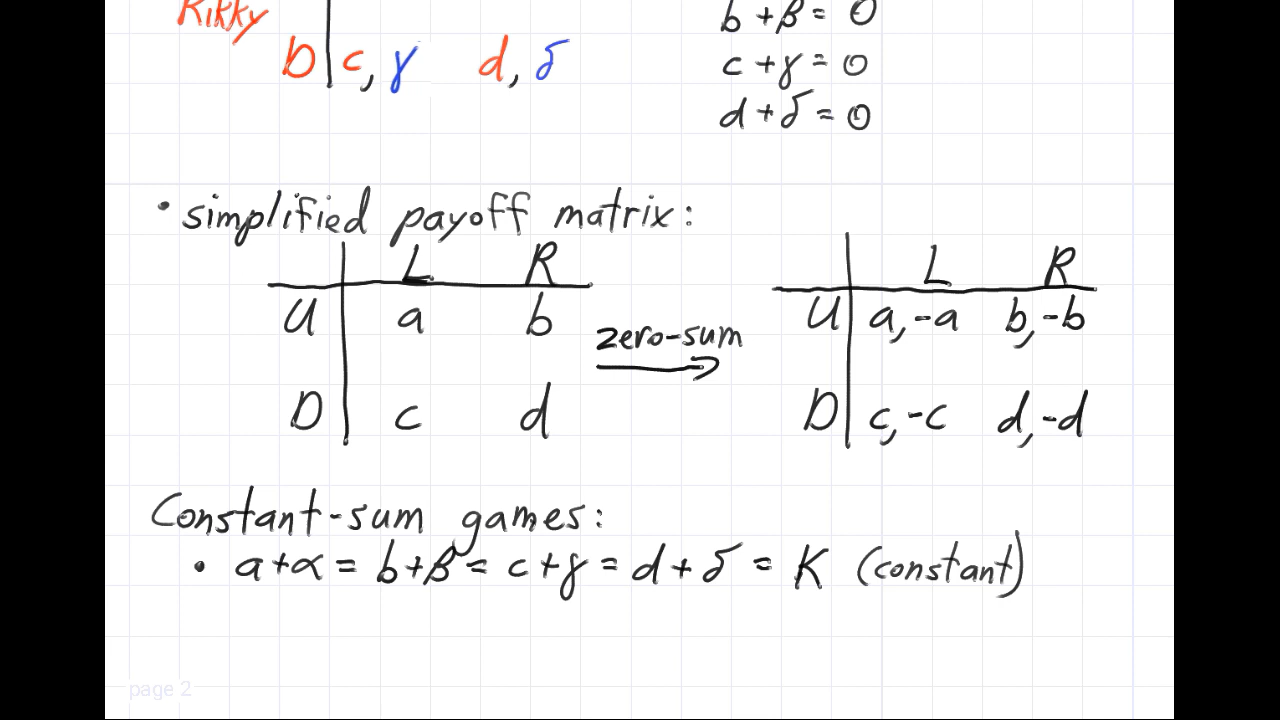 Rikky
b + β = 0
D c, γ d, δ
c + γ = 0
d + δ = 0
• simplified payoff matrix:
L R
L R
U a b
U a, -a b, -b
zero-sum
D c d
D c, -c d, -d
Constant-sum games:
• a+α = b+β = c+γ = d+δ = K (constant)
page 2